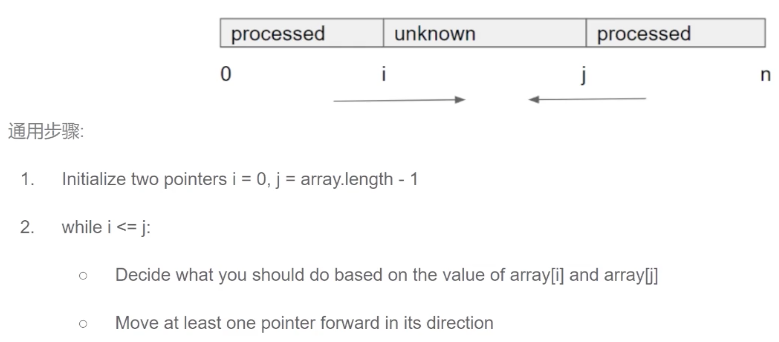 processed unknown processed
0 i j n
通用步骤:
1. Initialize two pointers i = 0, j = array.length - 1
2. while i <= j:
○ Decide what you should do based on the value of array[i] and array[j]
○ Move at least one pointer forward in its direction